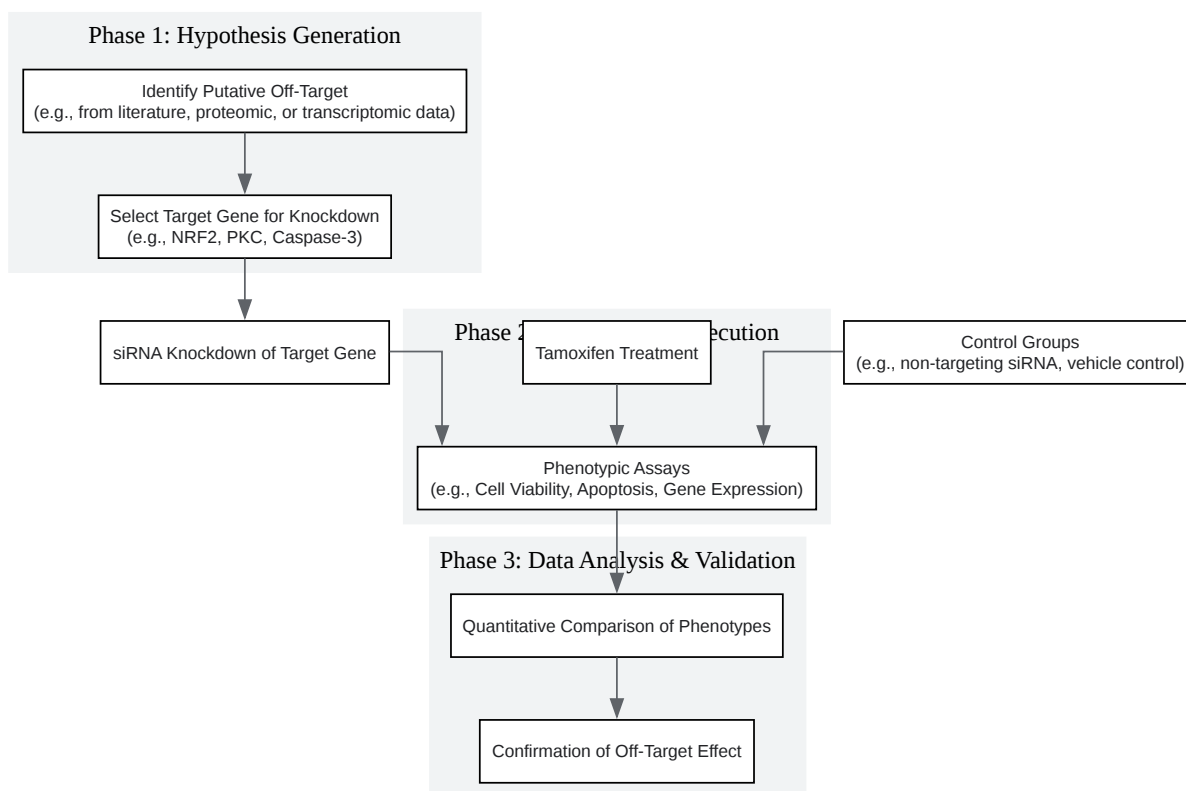 Phase 1: Hypothesis Generation
Identify Putative Off-Target
(e.g., from literature, proteomic, or transcriptomic data)
Select Target Gene for Knockdown
(e.g., NRF2, PKC, Caspase-3)
siRNA Knockdown of Target Gene
Phase
Tamoxifen Treatment
Control Groups
(e.g., non-targeting siRNA, vehicle control)
Phenotypic Assays
(e.g., Cell Viability, Apoptosis, Gene Expression)
Phase 3: Data Analysis & Validation
Quantitative Comparison of Phenotypes
Confirmation of Off-Target Effect